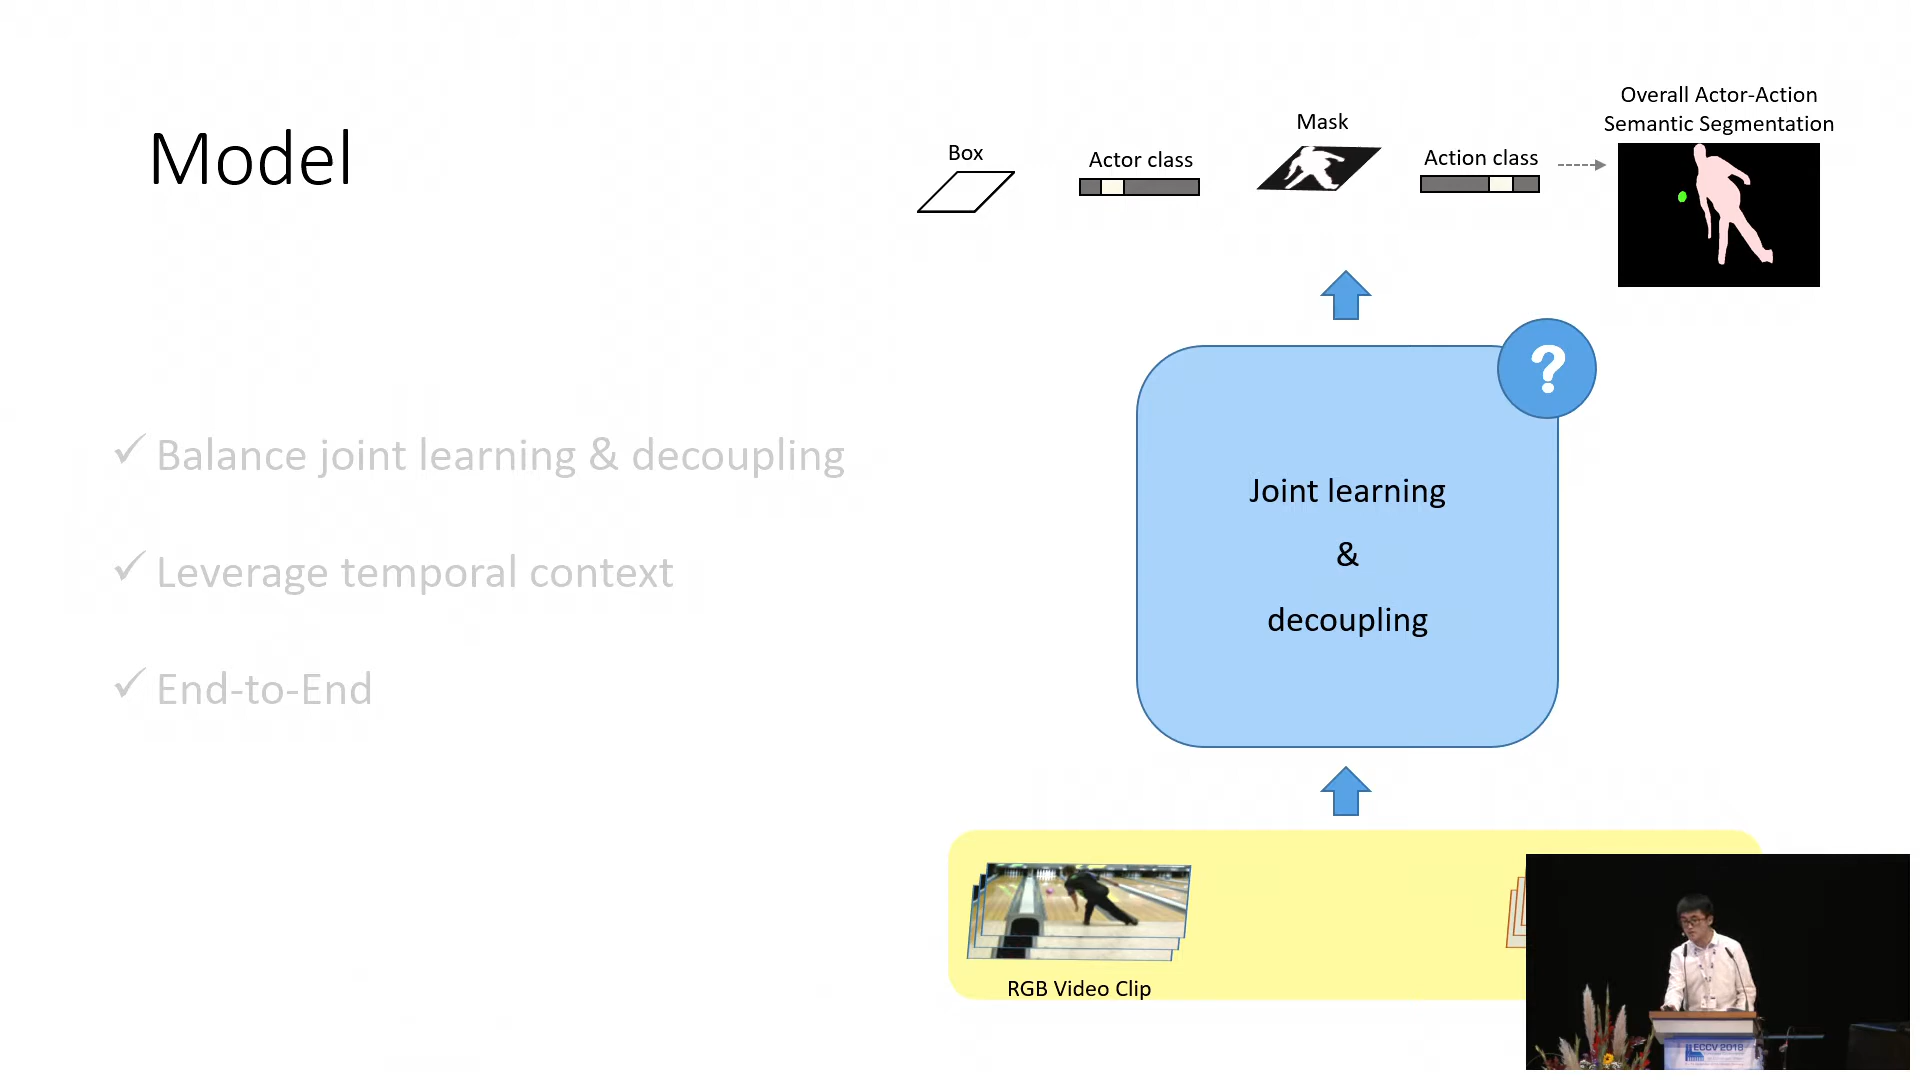 Model
✓ Balance joint learning & decoupling
✓ Leverage temporal context
✓ End-to-End
Box
Actor class
Mask
Action class
Overall Actor-Action
Semantic Segmentation
?
Joint learning
&
decoupling
RGB Video Clip
ECCV 2018